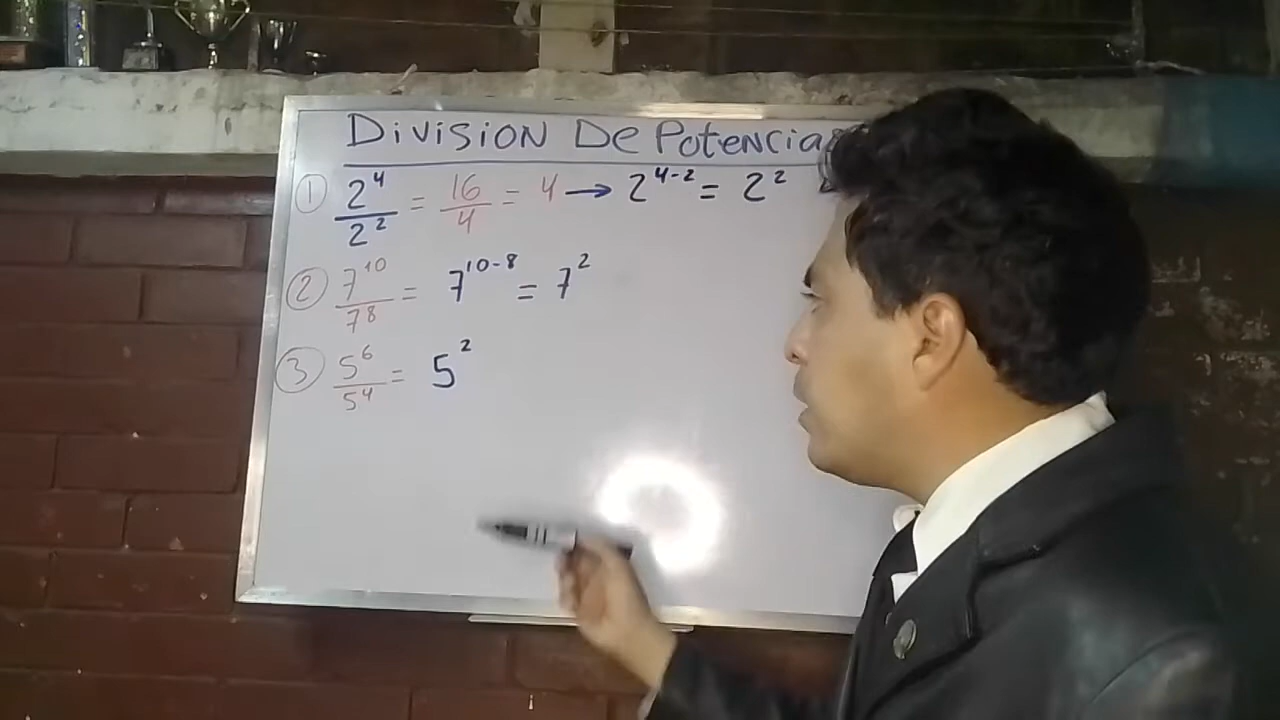 DIVISION DE POTENCIAS
① 2⁴/2² = 16/4 = 4 → 2⁴⁻² = 2²
② 7¹⁰/7⁸ = 7¹⁰⁻⁸ = 7²
③ 5⁶/5⁴ = 5²